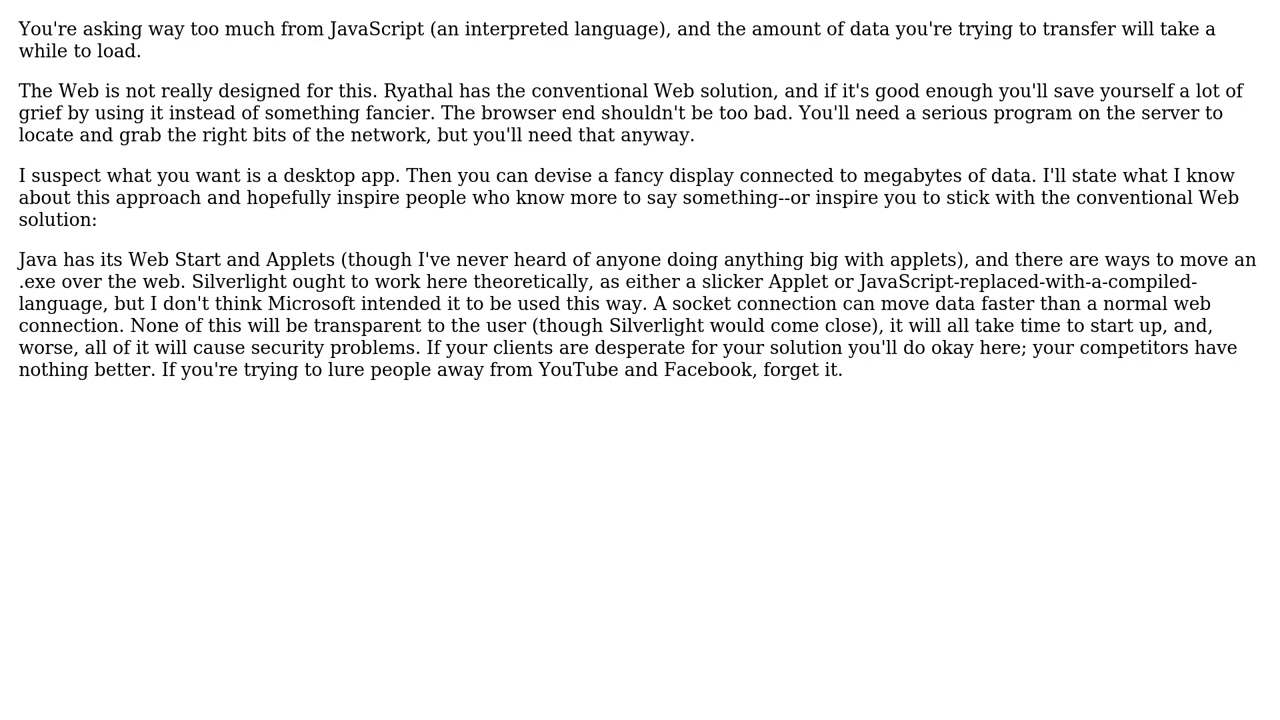 You're asking way too much from JavaScript (an interpreted language), and the amount of data you're trying to transfer will take a
while to load.
The Web is not really designed for this. Ryathal has the conventional Web solution, and if it's good enough you'll save yourself a lot of
grief by using it instead of something fancier. The browser end shouldn't be too bad. You'll need a serious program on the server to
locate and grab the right bits of the network, but you'll need that anyway.
I suspect what you want is a desktop app. Then you can devise a fancy display connected to megabytes of data. I'll state what I know
about this approach and hopefully inspire people who know more to say something--or inspire you to stick with the conventional Web
solution:
Java has its Web Start and Applets (though I've never heard of anyone doing anything big with applets), and there are ways to move an
.exe over the web. Silverlight ought to work here theoretically, as either a slicker Applet or JavaScript-replaced-with-a-compiled-
language, but I don't think Microsoft intended it to be used this way. A socket connection can move data faster than a normal web
connection. None of this will be transparent to the user (though Silverlight would come close), it will all take time to start up, and,
worse, all of it will cause security problems. If your clients are desperate for your solution you'll do okay here; your competitors have
nothing better. If you're trying to lure people away from YouTube and Facebook, forget it.